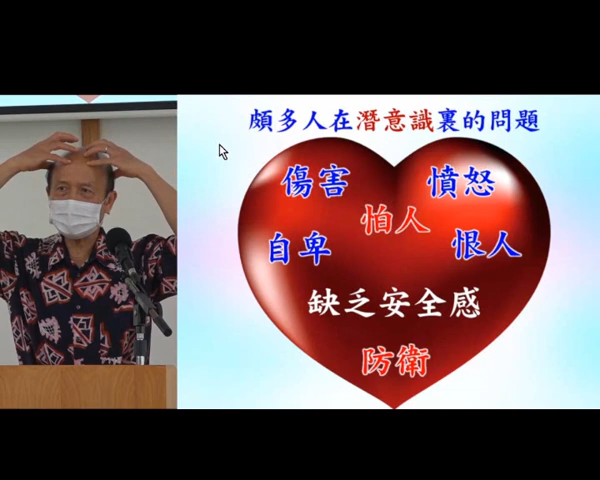 頗多人在潛意識裏的問題
傷害
憤怒
怕人
自卑
恨人
缺乏安全感
防衛